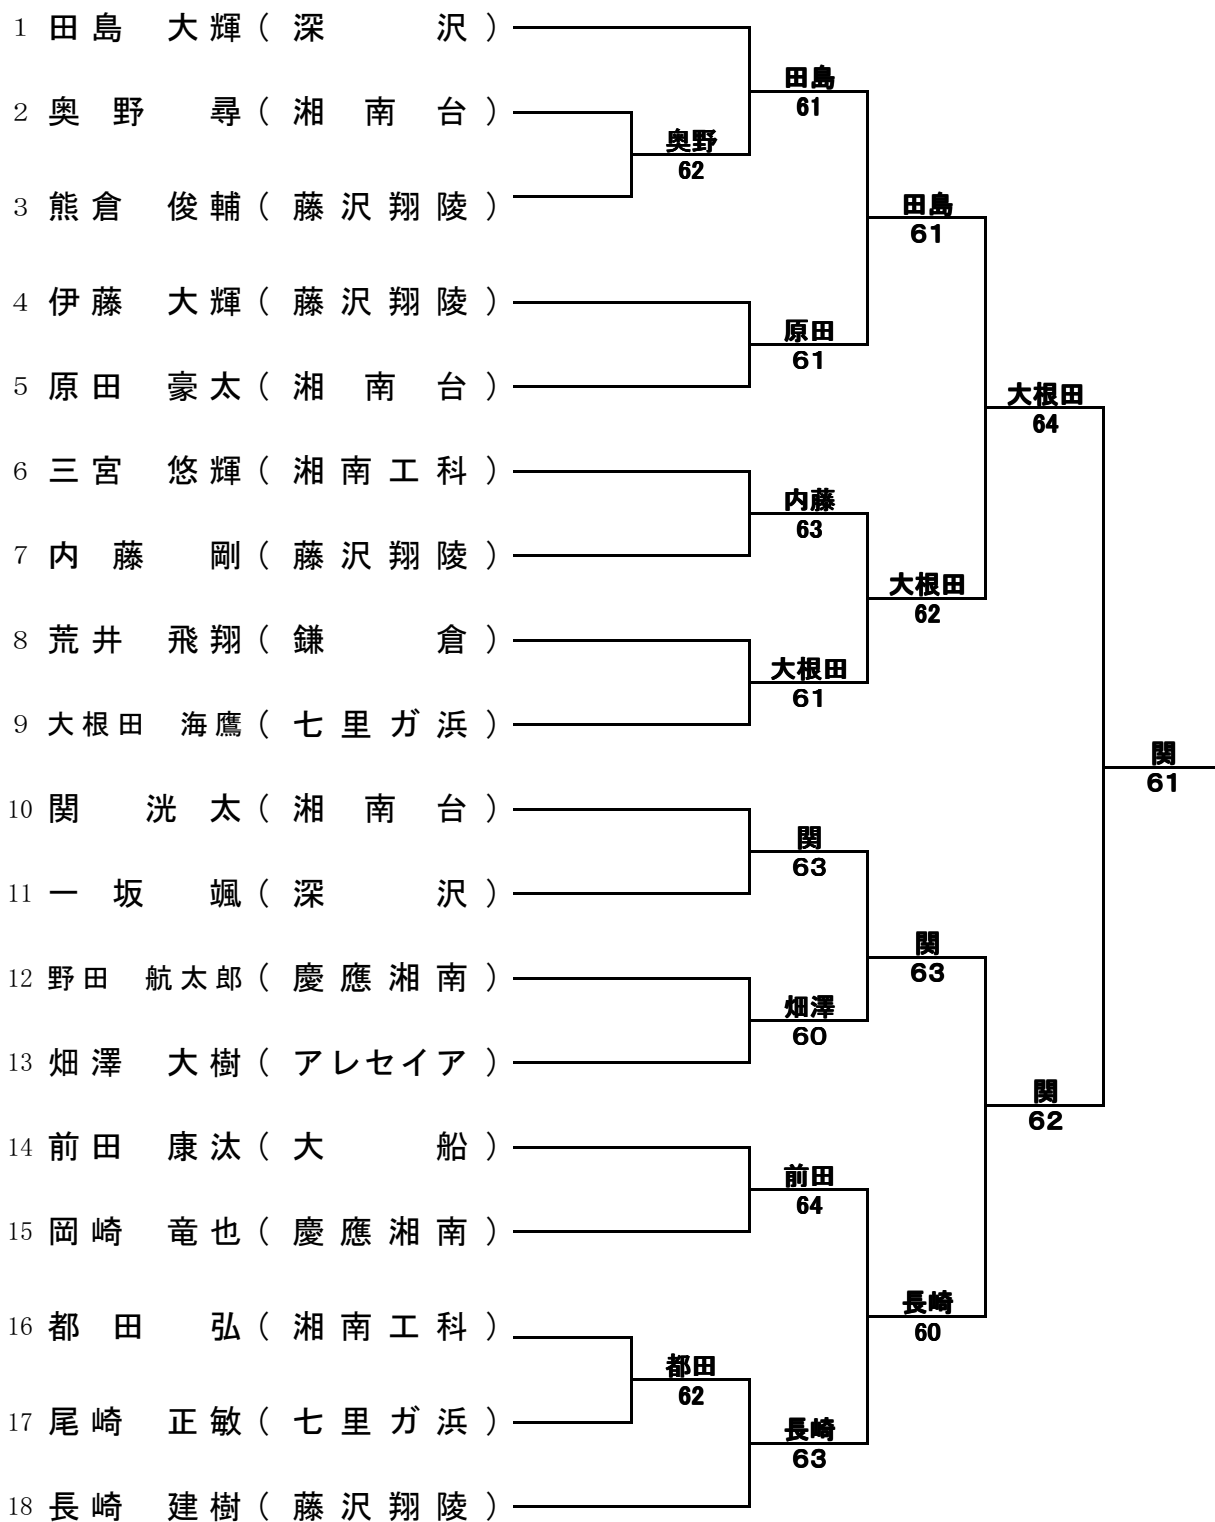 1 田島 大輝（深沢）
2 奥野 尋（湘南台）
3 熊倉 俊輔（藤沢翔陵）
4 伊藤 大輝（藤沢翔陵）
5 原田 豪太（湘南台）
6 三宮 悠輝（湘南工科）
7 内藤 剛（藤沢翔陵）
8 荒井 飛翔（鎌倉）
9 大根田 海鷹（七里ガ浜）
10 関 洸太（湘南台）
11 一坂 颯（深沢）
12 野田 航太郎（慶應湘南）
13 畑澤 大樹（アレセイア）
14 前田 康汰（大船）
15 岡崎 竜也（慶應湘南）
16 都田 弘（湘南工科）
17 尾崎 正敏（七里ガ浜）
18 長崎 建樹（藤沢翔陵）
奥野
62
都田
62
田島
61
原田
61
内藤
63
大根田
61
関
63
畑澤
60
前田
64
長崎
63
田島
61
大根田
62
関
63
長崎
60
大根田
64
関
62
関
61